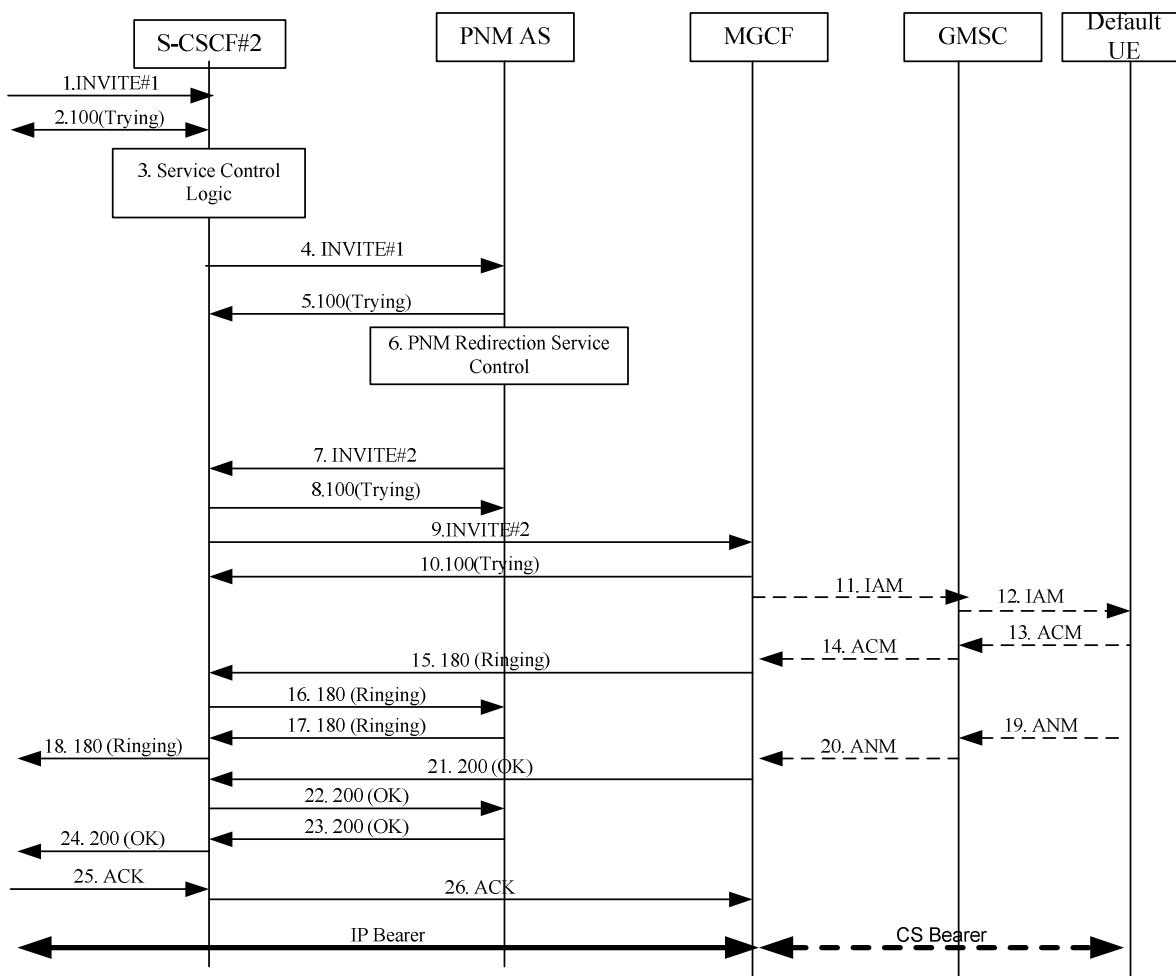 S-CSCF#2
PNM AS
MGCF
GMSC
Default
UE
1.INVITE#1
2.100(Trying)
3. Service Control
Logic
4. INVITE#1
5.100(Trying)
6. PNM Redirection Service
Control
7. INVITE#2
8.100(Trying)
9.INVITE#2
10.100(Trying)
11. IAM
12. IAM
13. ACM
14. ACM
15. 180 (Ringing)
16. 180 (Ringing)
17. 180 (Ringing)
18. 180 (Ringing)
19. ANM
20. ANM
21. 200 (OK)
22. 200 (OK)
23. 200 (OK)
24. 200 (OK)
25. ACK
26. ACK
IP Bearer
CS Bearer